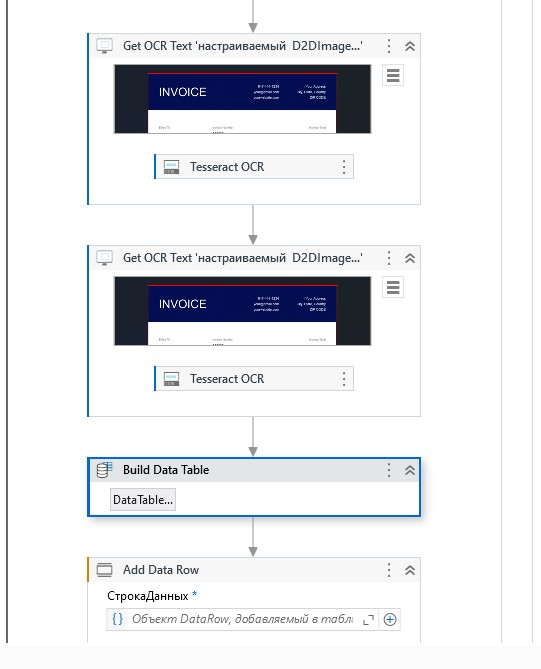 Get OCR Text 'настраиваемый D2DImage...'
INVOICE
Tesseract OCR
Get OCR Text 'настраиваемый D2DImage...'
INVOICE
Tesseract OCR
Build Data Table
DataTable...
Add Data Row
СтрокаДанных *
{ } Объект DataRow, добавляемый в табли